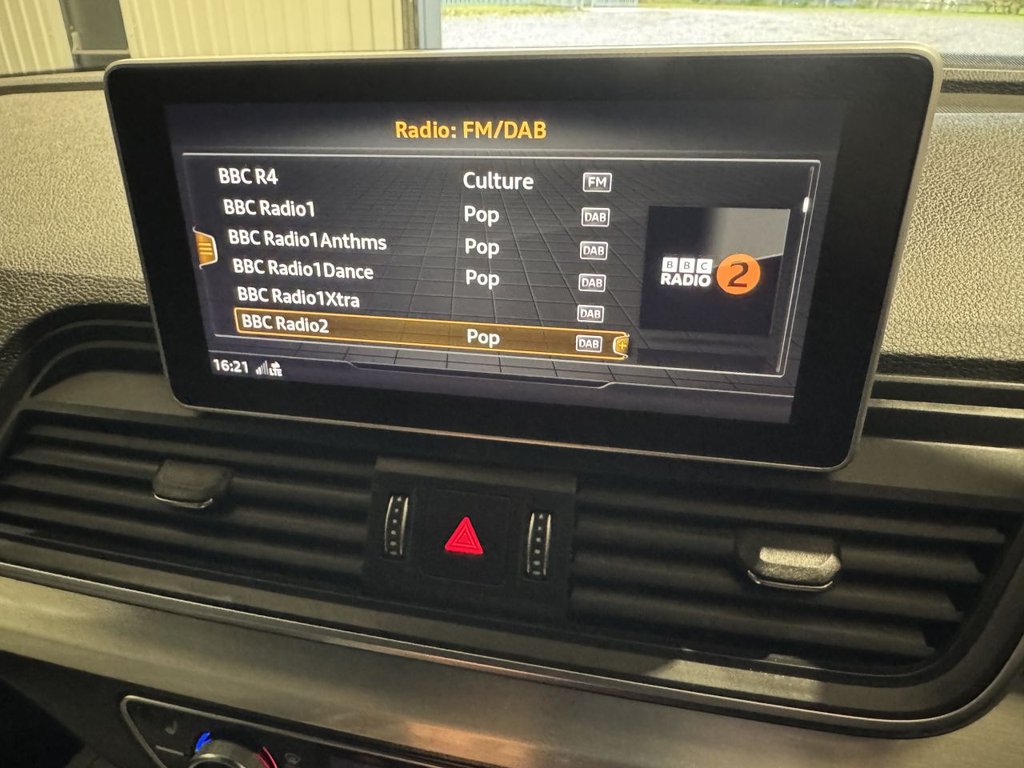 Radio: FM/DAB
BBC R4 Culture FM
BBC Radio1 Pop DAB
BBC Radio1Anthms Pop DAB
BBC Radio1Dance Pop DAB
BBC Radio1Xtra DAB
BBC Radio2 Pop DAB
BBC
RADIO 2
16:21 LTE